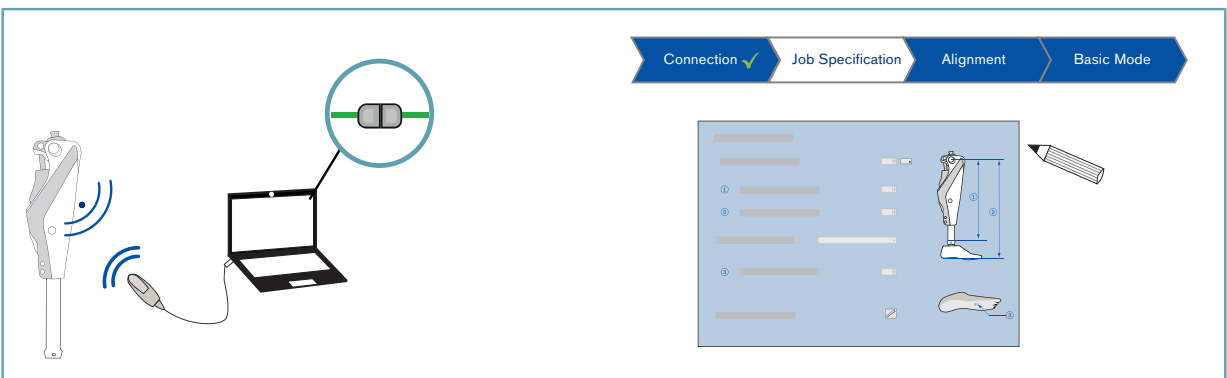 Connection
Job Specification
Alignment
Basic Mode
①
②
③
①
②
③